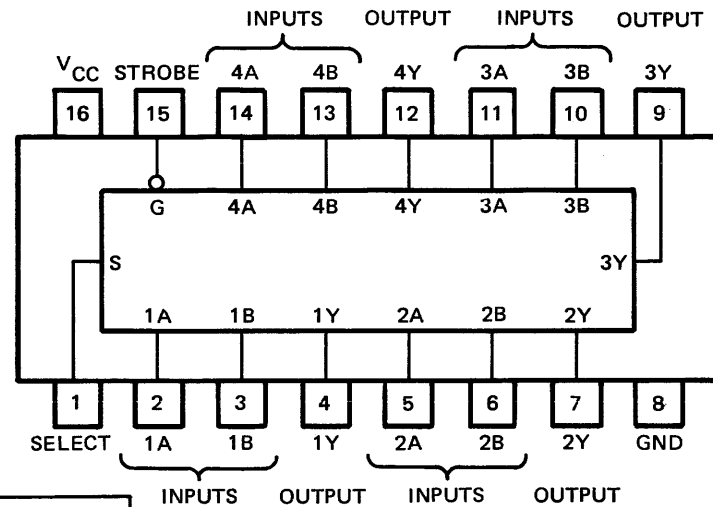 INPUTS OUTPUT INPUTS OUTPUT
VCC STROBE 4A 4B 4Y 3A 3B 3Y
16 15 14 13 12 11 10 9
G 4A 4B 4Y 3A 3B
S 3Y
1A 1B 1Y 2A 2B 2Y
1 2 3 4 5 6 7 8
SELECT 1A 1B 1Y 2A 2B 2Y GND
INPUTS OUTPUT INPUTS OUTPUT